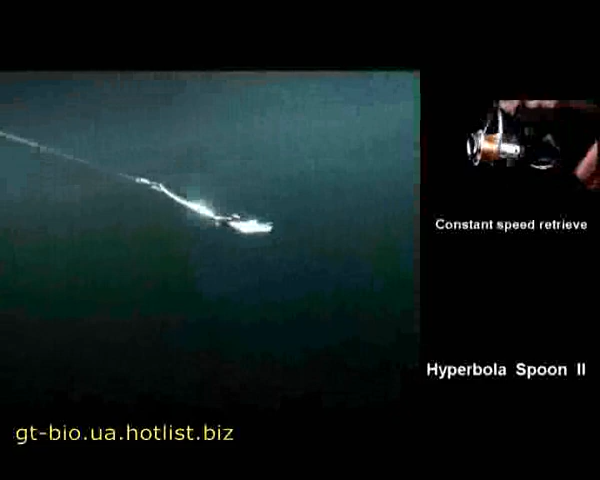 Constant speed retrieve
Hyperbola Spoon II
gt-bio.ua.hotlist.biz